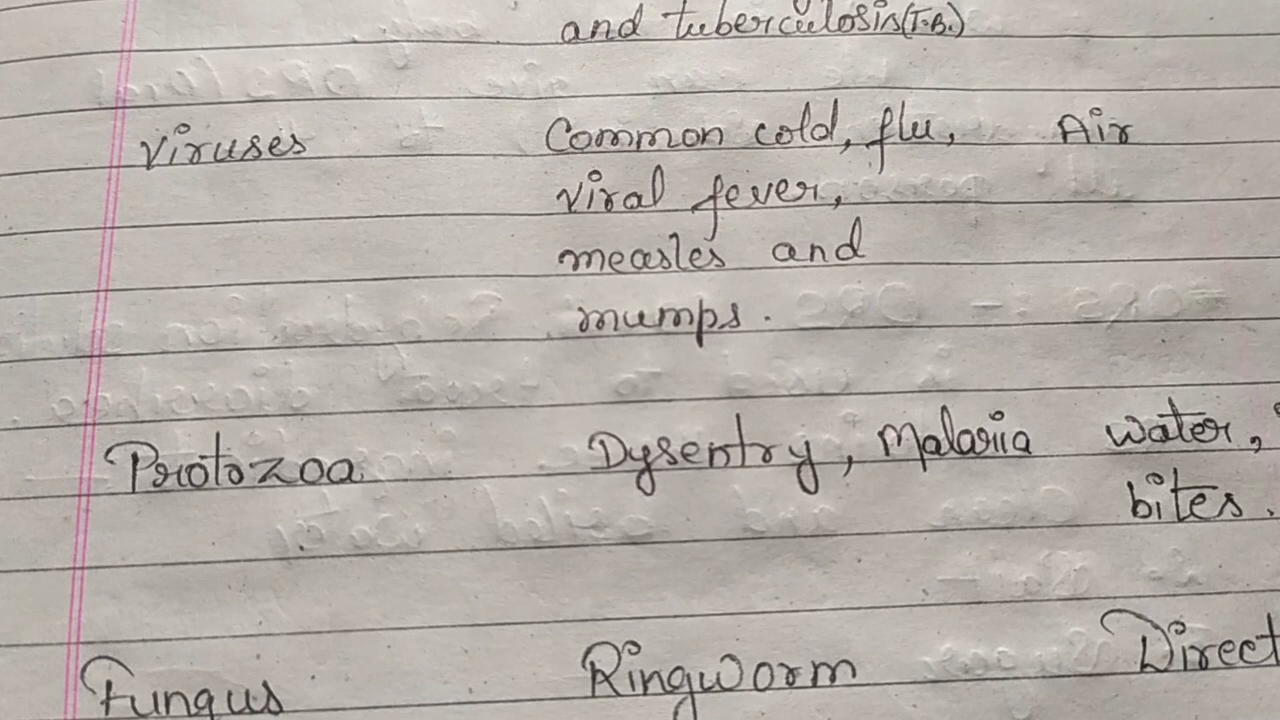 and tuberculosis(T.B.)
Viruses Common cold, flu, Air
viral fever,
measles and
mumps.
Protozoa Dysentry, Malaria water,
bites.
Fungus Ringworm Direct